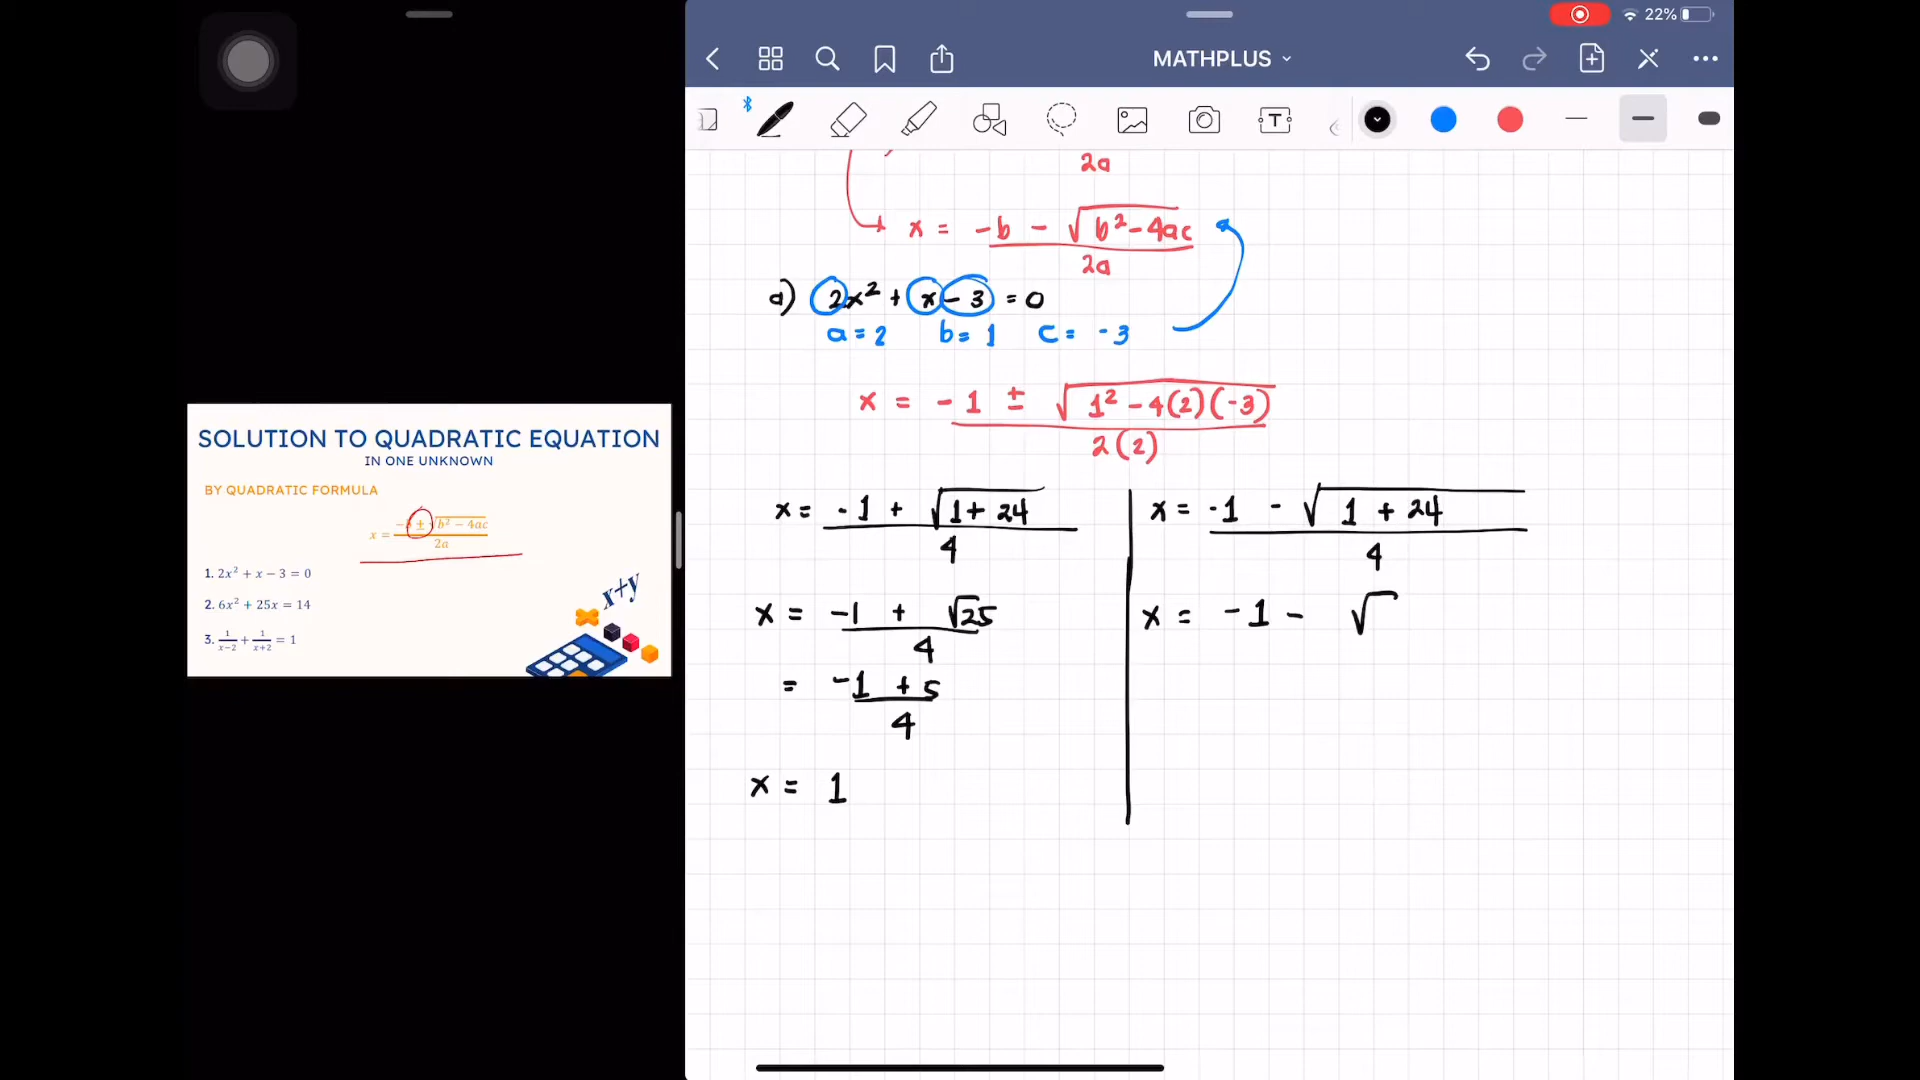 22%
MATHPLUS
T
SOLUTION TO QUADRATIC EQUATION
IN ONE UNKNOWN
BY QUADRATIC FORMULA
x = (−b ± √(b² − 4ac)) / 2a
1. 2x² + x − 3 = 0
2. 6x² + 25x = 14
3. 1/(x−2) + 1/(x+2) = 1
x+y
2a
x = (-b - √(b² - 4ac)) / 2a
a) 2x² + x - 3 = 0
a = 2 b = 1 c = -3
x = (-1 ± √(1² - 4(2)(-3))) / 2(2)
x = (-1 + √(1 + 24)) / 4
x = (-1 + √25) / 4
= (-1 + 5) / 4
x = 1
x = (-1 - √(1 + 24)) / 4
x = -1 - √